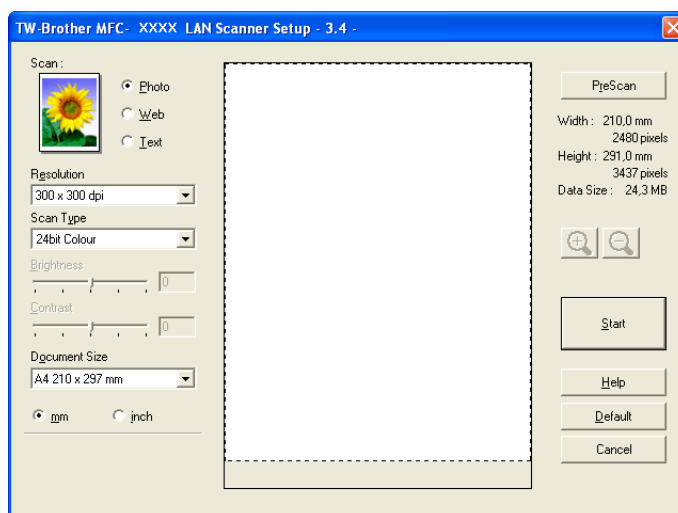 TW-Brother MFC- XXXX LAN Scanner Setup - 3.4 -
Scan :
Photo
Web
Text
Resolution
300 x 300 dpi
Scan Type
24bit Colour
Brightness
0
Contrast
0
Document Size
A4 210 x 297 mm
mm
inch
PreScan
Width : 210,0 mm
2480 pixels
Height : 291,0 mm
3437 pixels
Data Size : 24,3 MB
Start
Help
Default
Cancel